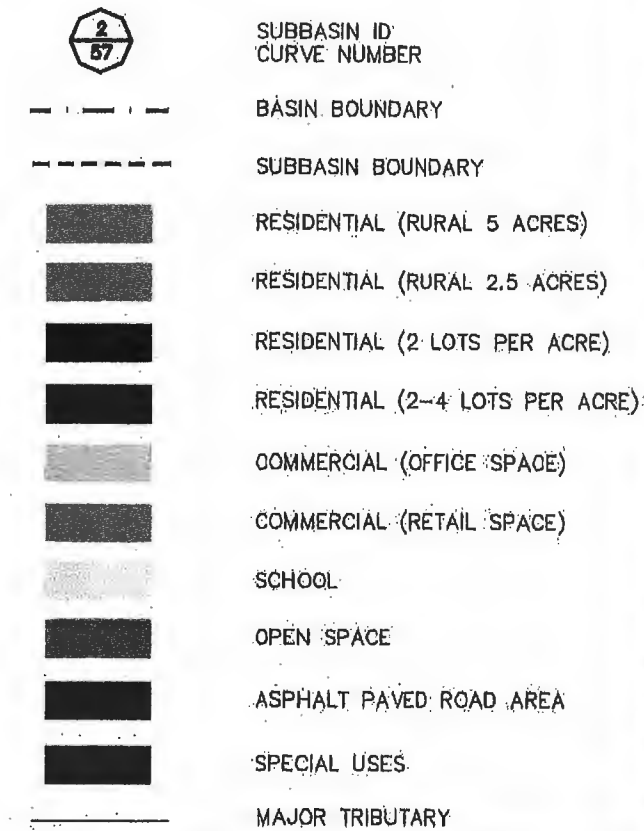 2
57
SUBBASIN ID
CURVE NUMBER
BASIN BOUNDARY
SUBBASIN BOUNDARY
RESIDENTIAL (RURAL 5 ACRES)
RESIDENTIAL (RURAL 2.5 ACRES)
RESIDENTIAL (2 LOTS PER ACRE)
RESIDENTIAL (2-4 LOTS PER ACRE)
COMMERCIAL (OFFICE SPACE)
COMMERCIAL (RETAIL SPACE)
SCHOOL
OPEN SPACE
ASPHALT PAVED ROAD AREA
SPECIAL USES
MAJOR TRIBUTARY